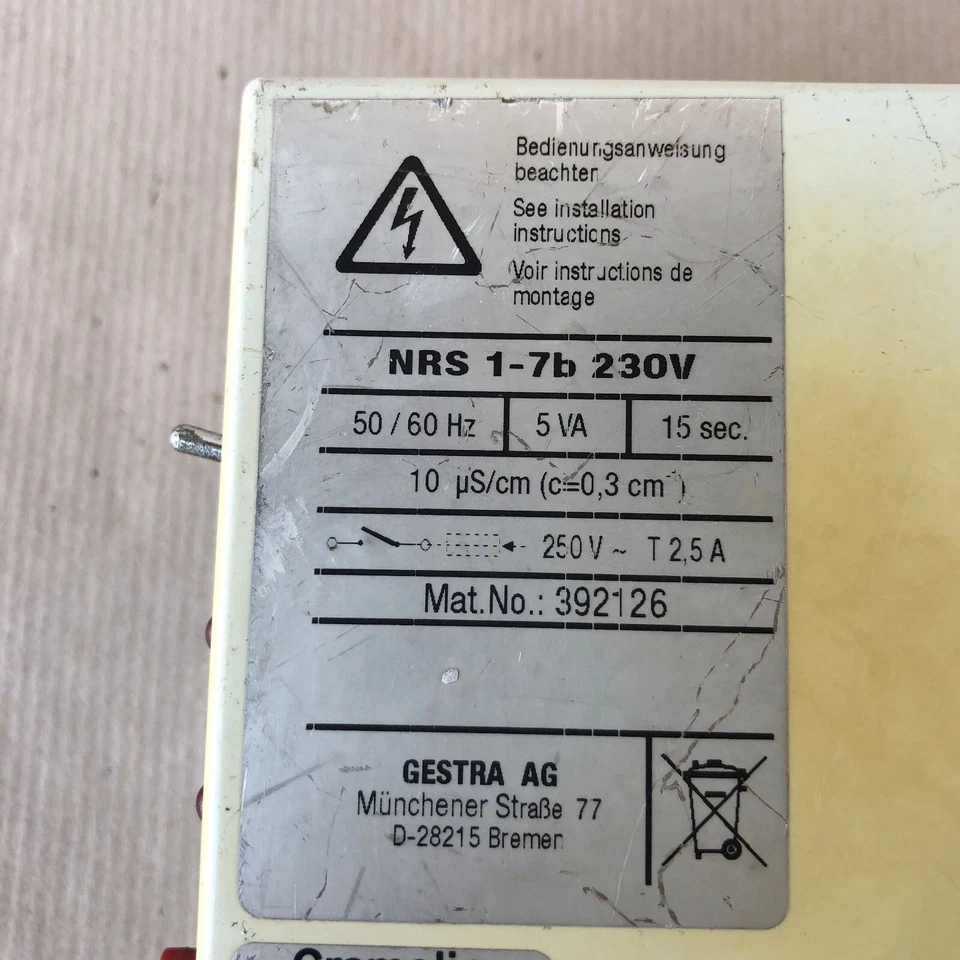 Bedienungsanweisung
beachten
See installation
instructions
Voir instructions de
montage
NRS 1-7b 230V
50 / 60 Hz
5 VA
15 sec.
10 µS/cm (c=0,3 cm⁻¹)
250 V ~ T 2,5 A
Mat.No.: 392126
GESTRA AG
Münchener Straße 77
D-28215 Bremen